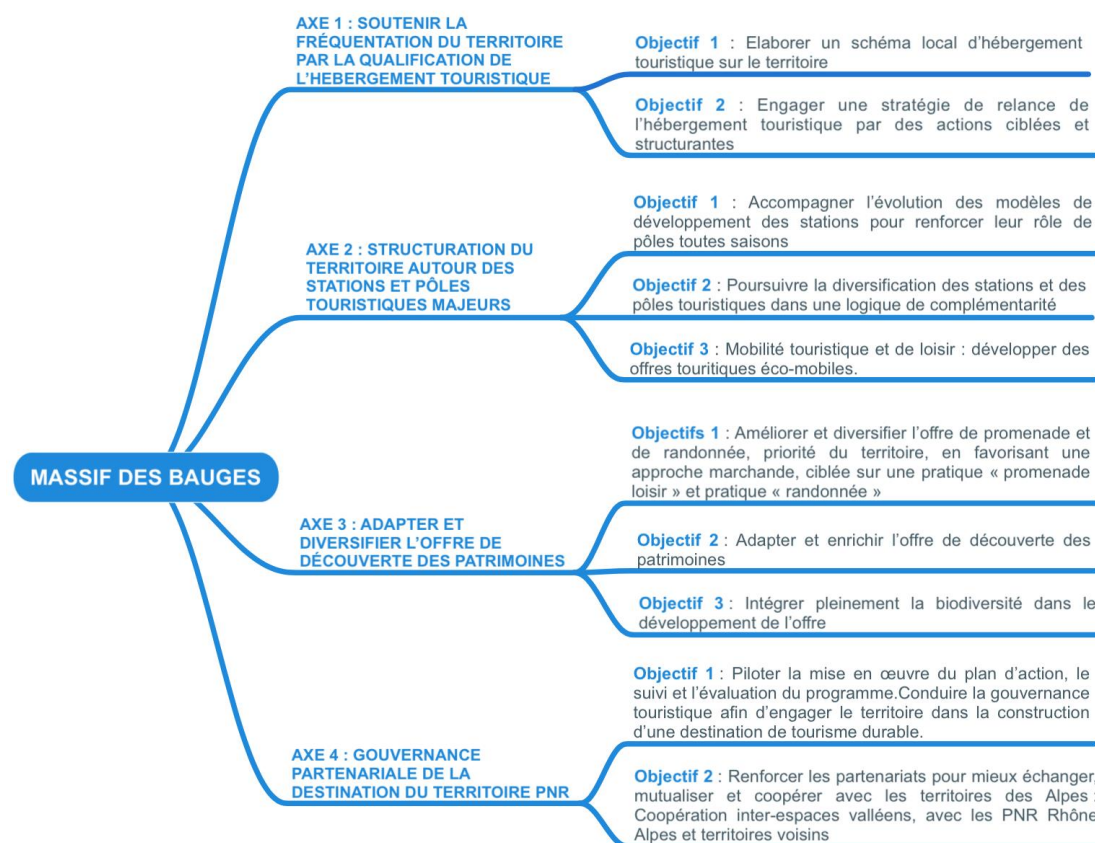 AXE 1 : SOUTENIR LA
FRÉQUENTATION DU TERRITOIRE
PAR LA QUALIFICATION DE
L'HEBERGEMENT TOURISTIQUE
Objectif 1 : Elaborer un schéma local d'hébergement
touristique sur le territoire
Objectif 2 : Engager une stratégie de relance de
l'hébergement touristique par des actions ciblées et
structurantes
AXE 2 : STRUCTURATION DU
TERRITOIRE AUTOUR DES
STATIONS ET PÔLES
TOURISTIQUES MAJEURS
Objectif 1 : Accompagner l'évolution des modèles de
développement des stations pour renforcer leur rôle de
pôles toutes saisons
Objectif 2 : Poursuivre la diversification des stations et des
pôles touristiques dans une logique de complémentarité
Objectif 3 : Mobilité touristique et de loisir : développer des
offres touritiques éco-mobiles.
MASSIF DES BAUGES
AXE 3 : ADAPTER ET
DIVERSIFIER L'OFFRE DE
DÉCOUVERTE DES PATRIMOINES
Objectifs 1 : Améliorer et diversifier l'offre de promenade et
de randonnée, priorité du territoire, en favorisant une
approche marchande, ciblée sur une pratique « promenade
loisir » et pratique « randonnée »
Objectif 2 : Adapter et enrichir l'offre de découverte des
patrimoines
Objectif 3 : Intégrer pleinement la biodiversité dans le
développement de l'offre
AXE 4 : GOUVERNANCE
PARTENARIALE DE LA
DESTINATION DU TERRITOIRE PNR
Objectif 1 : Piloter la mise en œuvre du plan d'action, le
suivi et l'évaluation du programme.Conduire la gouvernance
touristique afin d'engager le territoire dans la construction
d'une destination de tourisme durable.
Objectif 2 : Renforcer les partenariats pour mieux échanger,
mutualiser et coopérer avec les territoires des Alpes :
Coopération inter-espaces valléens, avec les PNR Rhône
Alpes et territoires voisins